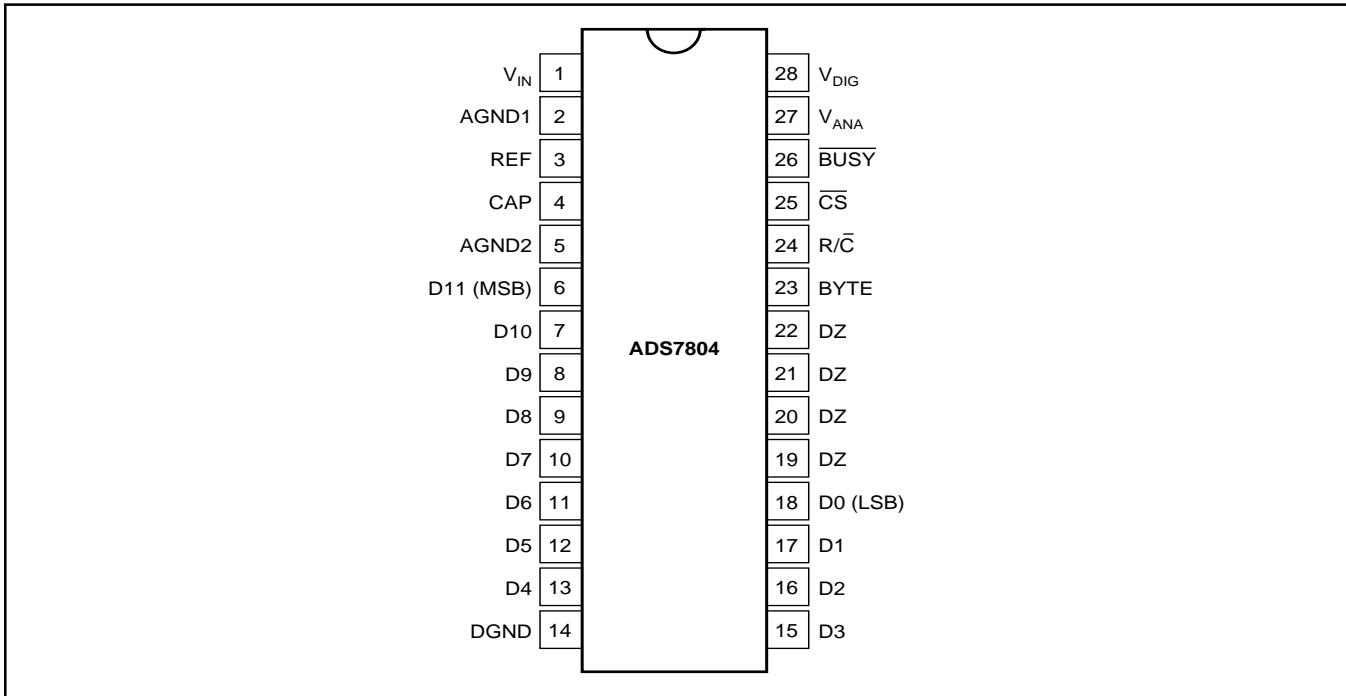 V_IN 1 28 V_DIG
AGND1 2 27 V_ANA
REF 3 26 B̅U̅S̅Y̅
CAP 4 25 C̅S̅
AGND2 5 24 R/C̅
D11 (MSB) 6 23 BYTE
D10 7 22 DZ
ADS7804
D9 8 21 DZ
D8 9 20 DZ
D7 10 19 DZ
D6 11 18 D0 (LSB)
D5 12 17 D1
D4 13 16 D2
DGND 14 15 D3